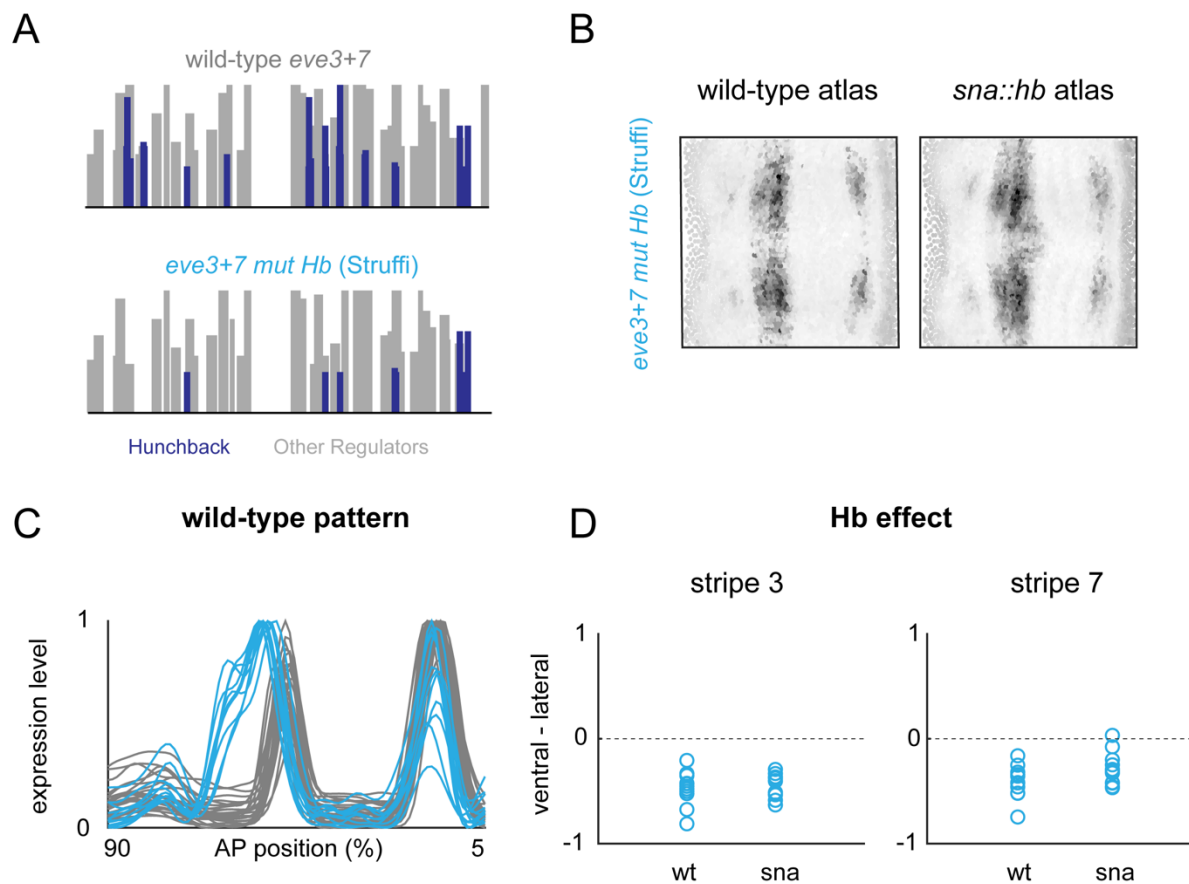 A
wild-type eve3+7
eve3+7 mut Hb (Struffi)
Hunchback Other Regulators
B
wild-type atlas sna::hb atlas
eve3+7 mut Hb (Struffi)
C
wild-type pattern
expression level
1
0
90 AP position (%) 5
D
Hb effect
stripe 3 stripe 7
ventral - lateral
1 1
0 0
-1 -1
wt sna wt sna